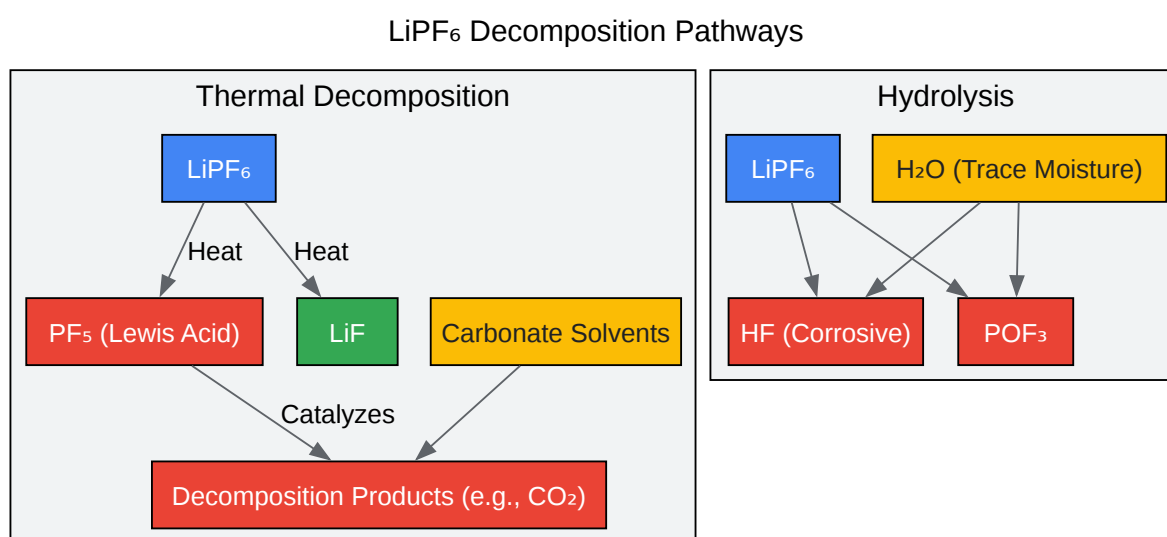 LiPF₆ Decomposition Pathways
Thermal Decomposition
LiPF₆
Heat
Heat
PF₅ (Lewis Acid)
LiF
Carbonate Solvents
Catalyzes
Decomposition Products (e.g., CO₂)
Hydrolysis
LiPF₆
H₂O (Trace Moisture)
HF (Corrosive)
POF₃